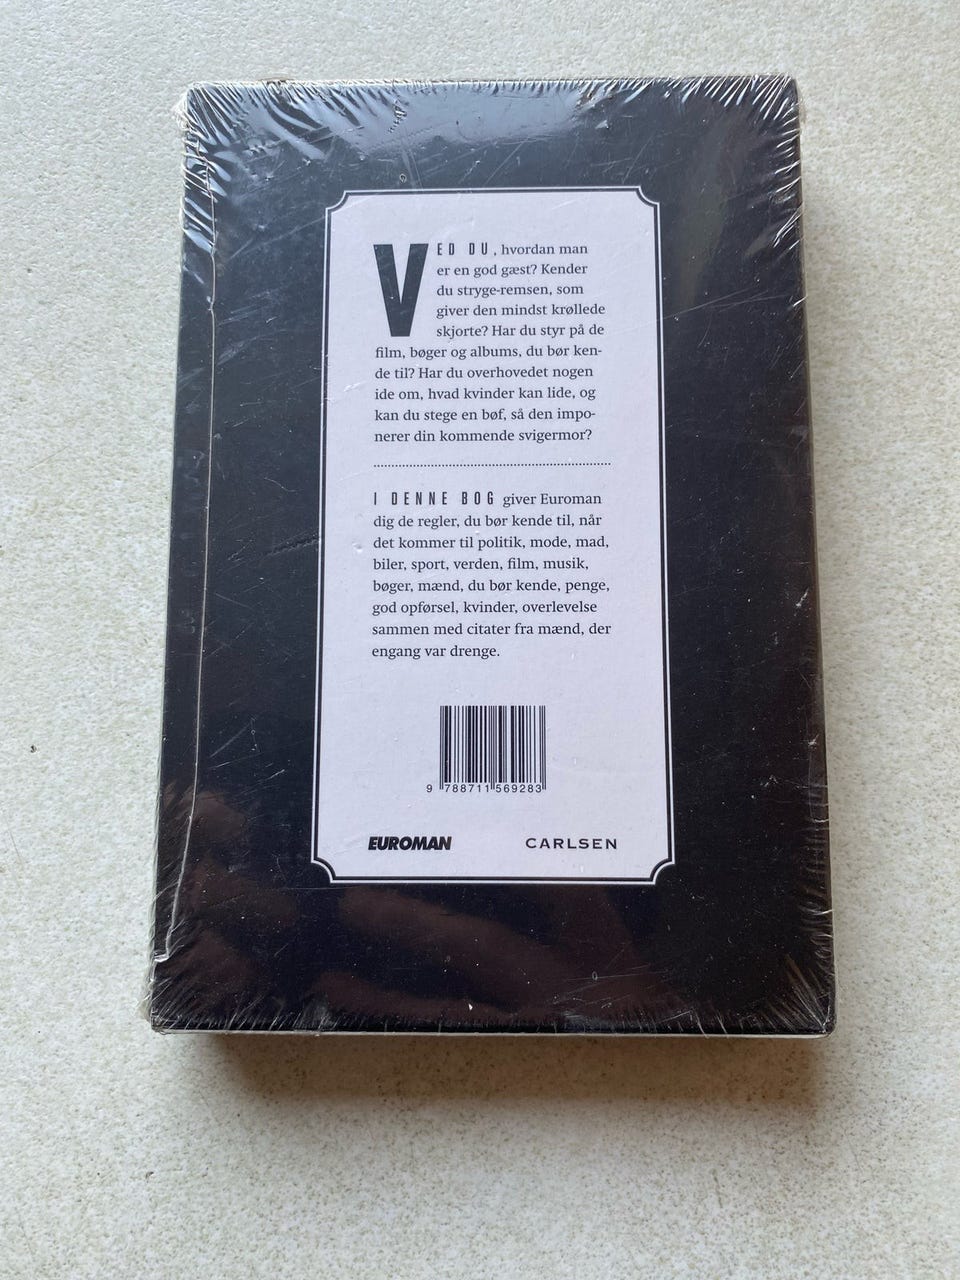 VED DU, hvordan man
er en god gæst? Kender
du stryge-remsen, som
giver den mindst krøllede
skjorte? Har du styr på de
film, bøger og albums, du bør ken-
de til? Har du overhovedet nogen
ide om, hvad kvinder kan lide, og
kan du stege en bøf, så den impo-
nerer din kommende svigermor?
I DENNE BOG giver Euroman
dig de regler, du bør kende til, når
det kommer til politik, mode, mad,
biler, sport, verden, film, musik,
bøger, mænd, du bør kende, penge,
god opførsel, kvinder, overlevelse
sammen med citater fra mænd, der
engang var drenge.
9 788711 569283
EUROMAN
CARLSEN